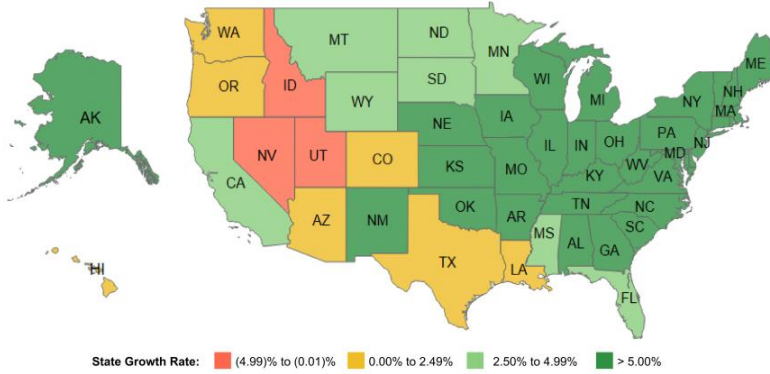 WA
MT
ND
MN
ME
OR
ID
SD
WI
NH
NY
MA
MI
WY
AK
IA
PA
NJ
NE
OH
IL
IN
MD
NV
UT
CO
WV
VA
CA
KS
MO
KY
NC
TN
OK
AZ
NM
AR
SC
MS
AL
GA
TX
LA
HI
FL
State Growth Rate: (4.99)% to (0.01)% 0.00% to 2.49% 2.50% to 4.99% > 5.00%